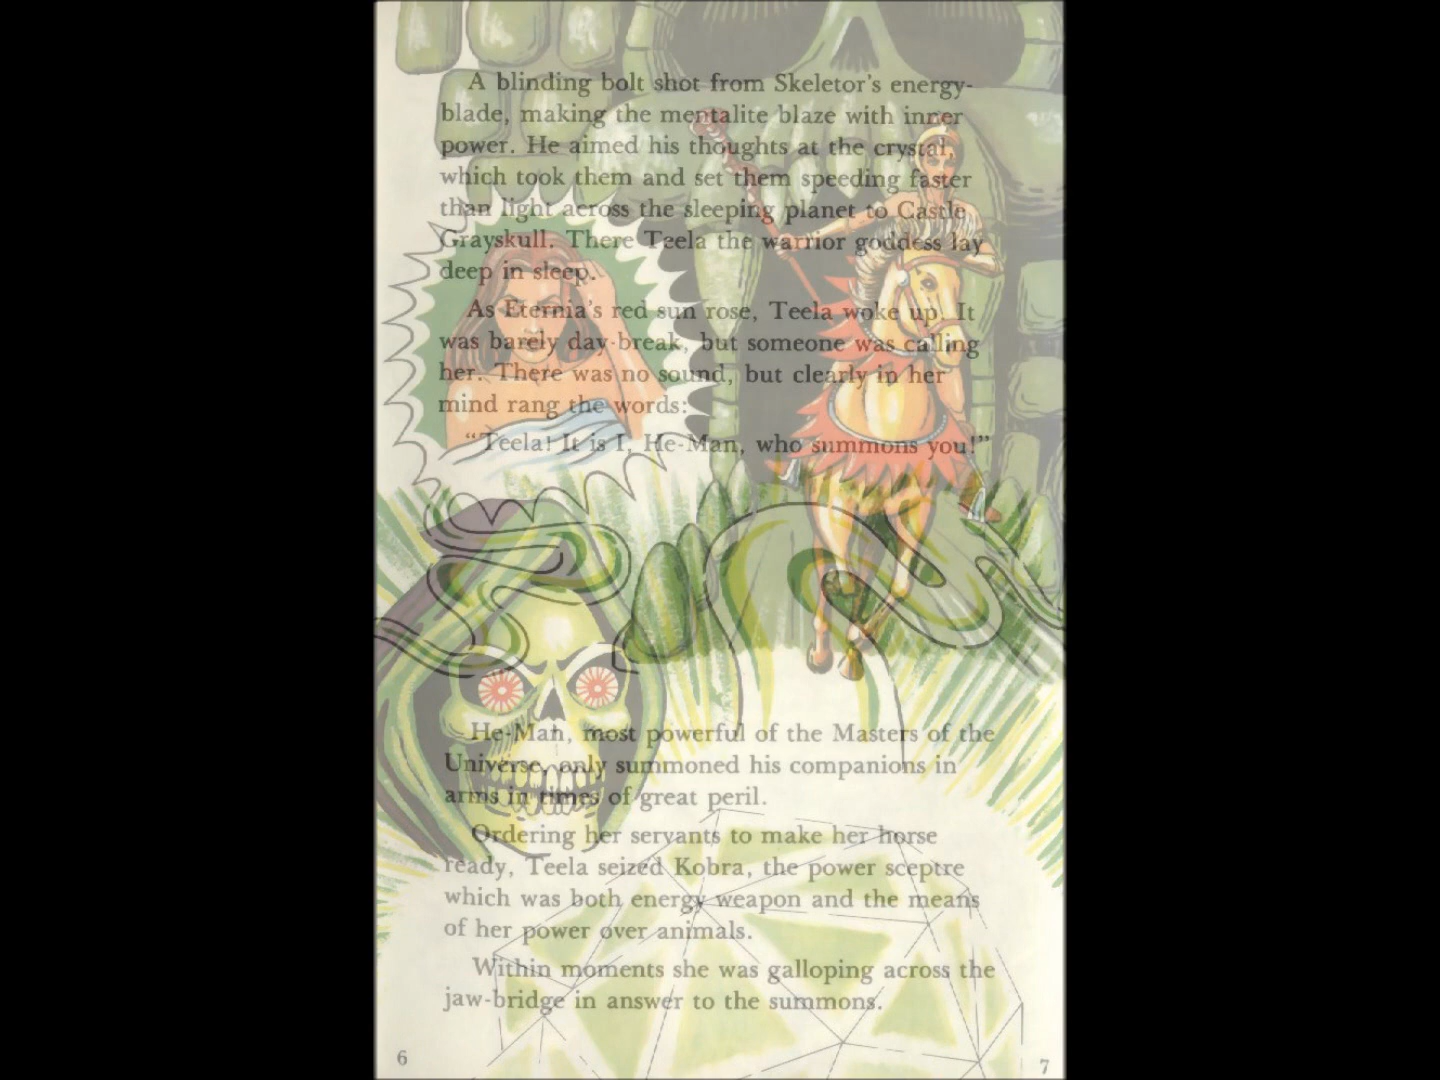 A blinding bolt shot from Skeletor's energy-
blade, making the mentalite blaze with inner
power. He aimed his thoughts at the crystal,
which took them and set them speeding faster
than light across the sleeping planet to Castle
Grayskull. There Teela the warrior goddess lay
deep in sleep.
As Eternia's red sun rose, Teela woke up. It
was barely day-break, but someone was calling
her. There was no sound, but clearly in her
mind rang the words:
“Teela! It is I, He-Man, who summons you!”
He-Man, most powerful of the Masters of the
Universe, only summoned his companions in
arms in times of great peril.
Ordering her servants to make her horse
ready, Teela seized Kobra, the power sceptre
which was both energy weapon and the means
of her power over animals.
Within moments she was galloping across the
jaw-bridge in answer to the summons.
6
7